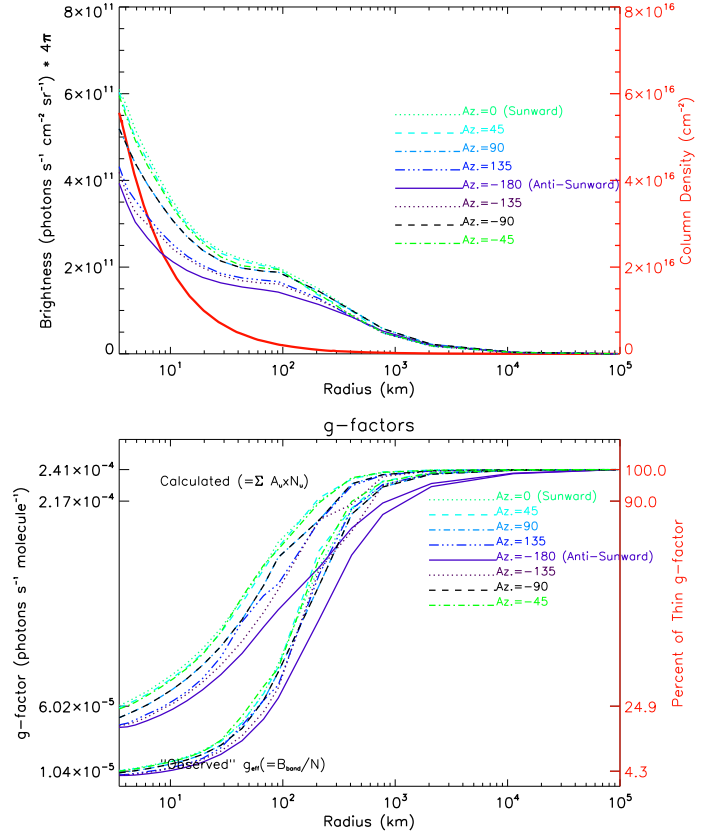 8×10¹¹
6×10¹¹
4×10¹¹
2×10¹¹
0
Brightness (photons s⁻¹ cm⁻² sr⁻¹) * 4π
8×10¹⁶
6×10¹⁶
4×10¹⁶
2×10¹⁶
0
Column Density (cm⁻²)
Az.=0 (Sunward)
Az.=45
Az.=90
Az.=135
Az.=−180 (Anti−Sunward)
Az.=−135
Az.=−90
Az.=−45
10¹ 10² 10³ 10⁴ 10⁵
Radius (km)
g−factors
2.41×10⁻⁴
2.17×10⁻⁴
6.02×10⁻⁵
1.04×10⁻⁵
g−factor (photons s⁻¹ molecule⁻¹)
Calculated (=Σ AᵤxNᵤ)
"Observed" g_eff(=B_band/N)
Az.=0 (Sunward)
Az.=45
Az.=90
Az.=135
Az.=−180 (Anti−Sunward)
Az.=−135
Az.=−90
Az.=−45
100.0
90.0
24.9
4.3
Percent of Thin g−factor
10¹ 10² 10³ 10⁴ 10⁵
Radius (km)